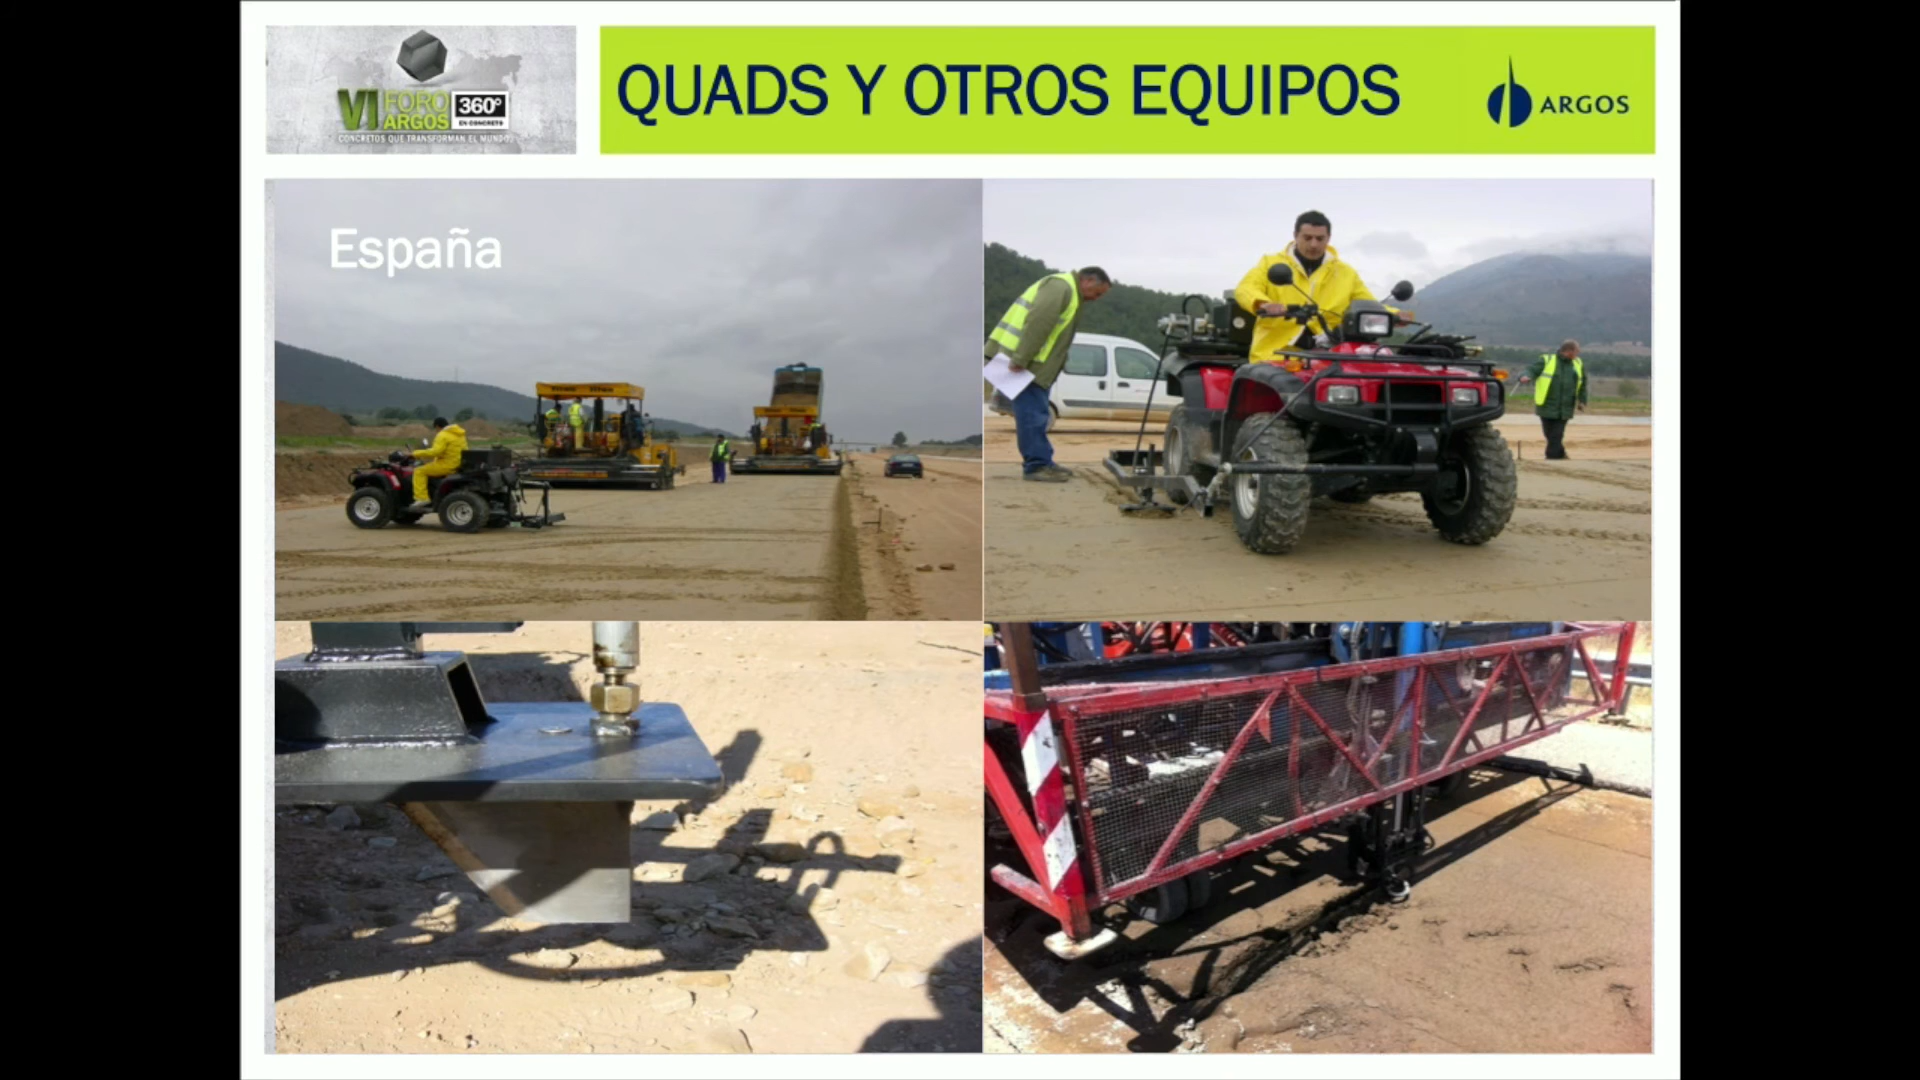 VI FORO ARGOS 360°
EN CONCRETO
CONCRETOS QUE TRANSFORMAN EL MUNDO
QUADS Y OTROS EQUIPOS
ARGOS
España